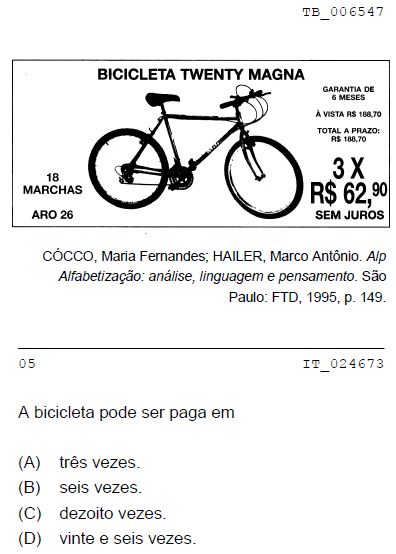 TB_006547
BICICLETA TWENTY MAGNA
GARANTIA DE
6 MESES
À VISTA R$ 188,70
TOTAL A PRAZO:
R$ 188,70
18
MARCHAS
ARO 26
3 X
R$ 62,90
SEM JUROS
CÓCCO, Maria Fernandes; HAILER, Marco Antônio. Alp
Alfabetização: análise, linguagem e pensamento. São
Paulo: FTD, 1995, p. 149.
05 IT_024673
A bicicleta pode ser paga em
(A) três vezes.
(B) seis vezes.
(C) dezoito vezes.
(D) vinte e seis vezes.